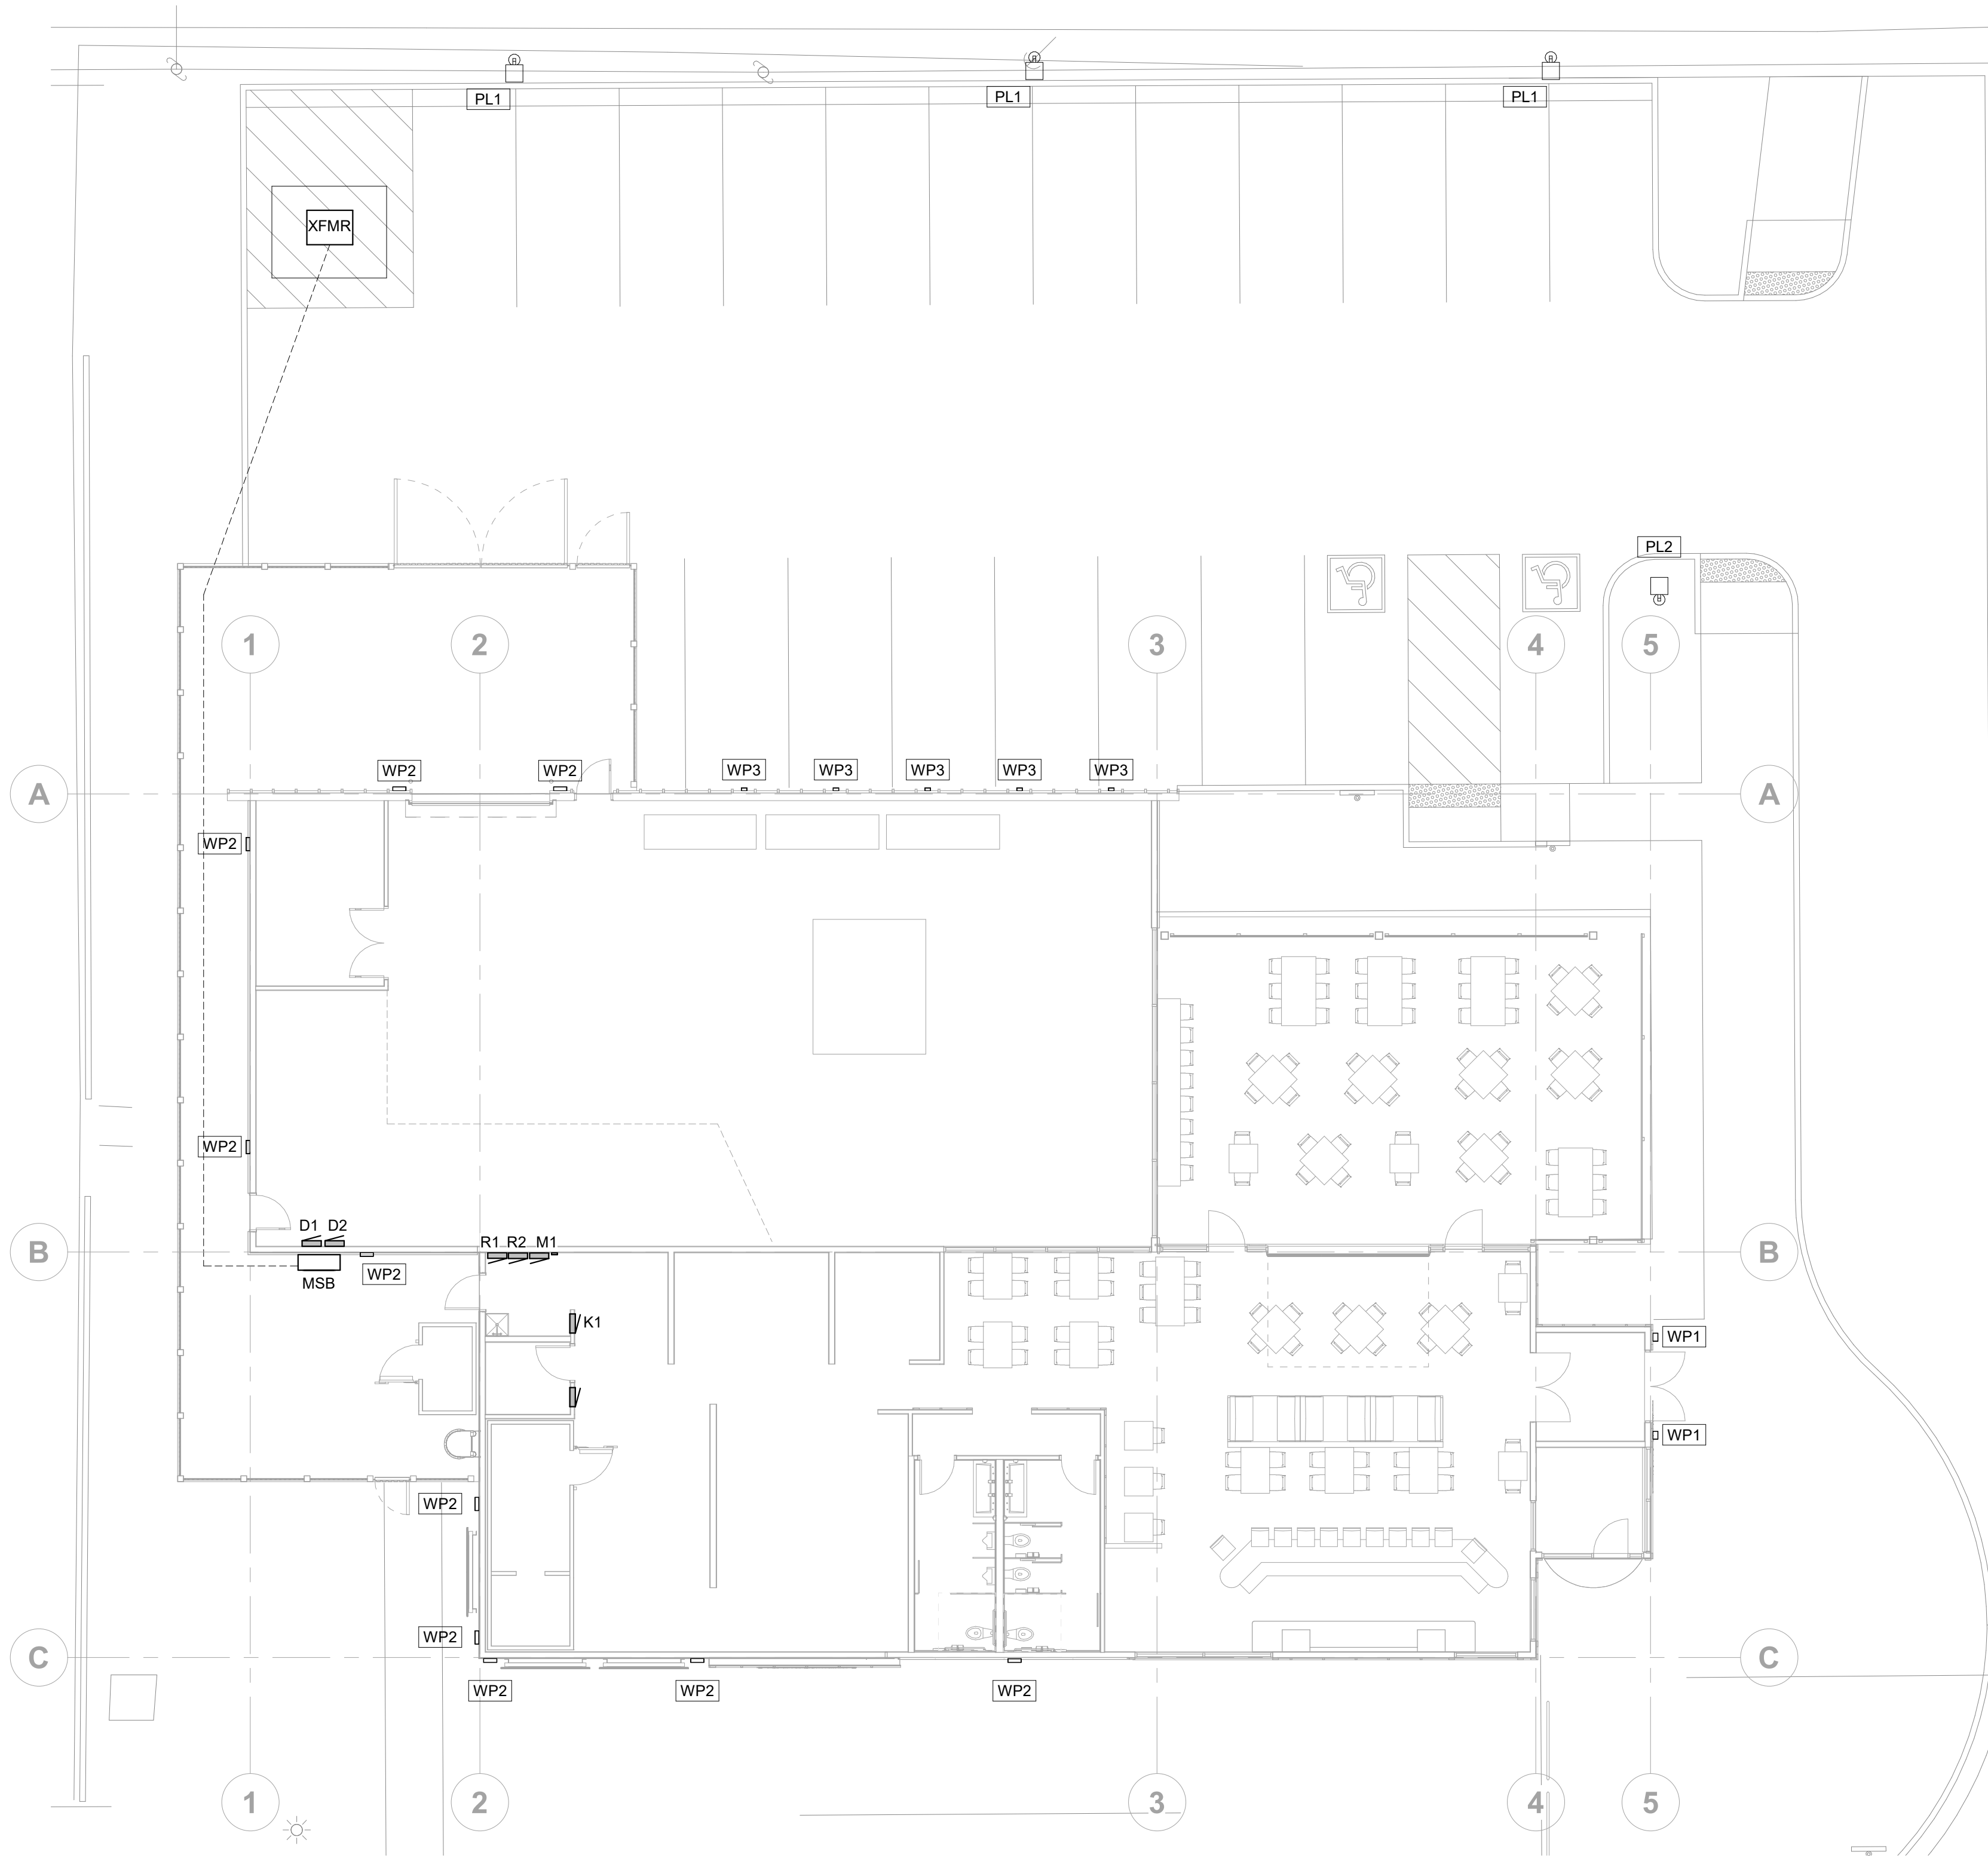 PL1 PL1 PL1
XFMR
PL2
1 2 3 4 5
WP2 WP2 WP3 WP3 WP3 WP3 WP3
A A
WP2
WP2
D1 D2
R1 R2 M1
B B
WP2
MSB
K1
WP1
WP1
WP2
WP2
C C
WP2 WP2 WP2
1 2 3 4 5